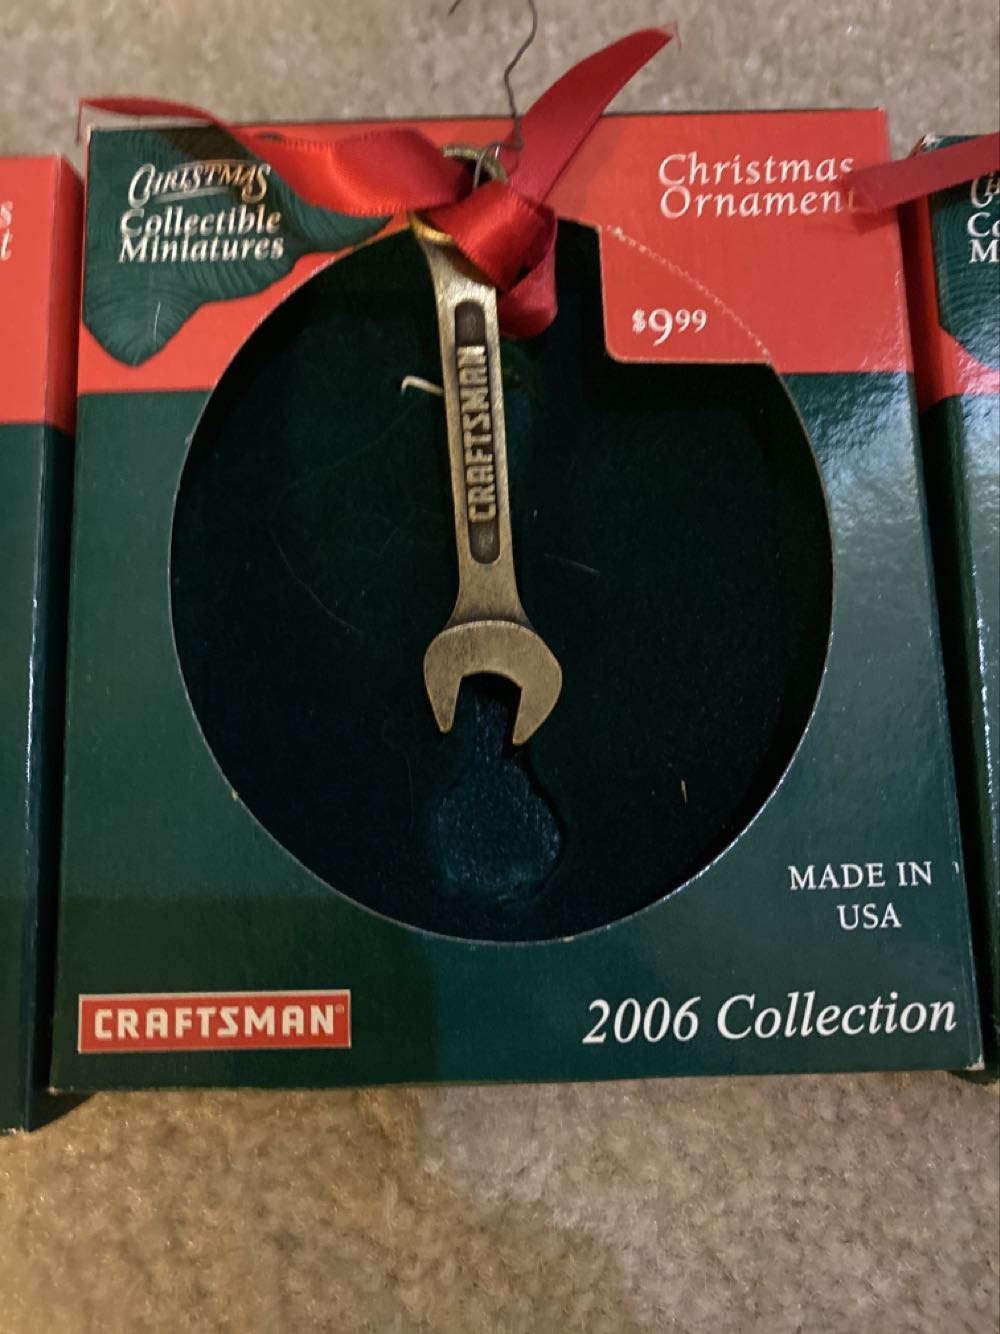 CHRISTMAS
Collectible
Miniatures
Christmas
Ornament
$9.99
CRAFTSMAN
MADE IN
USA
CRAFTSMAN
2006 Collection